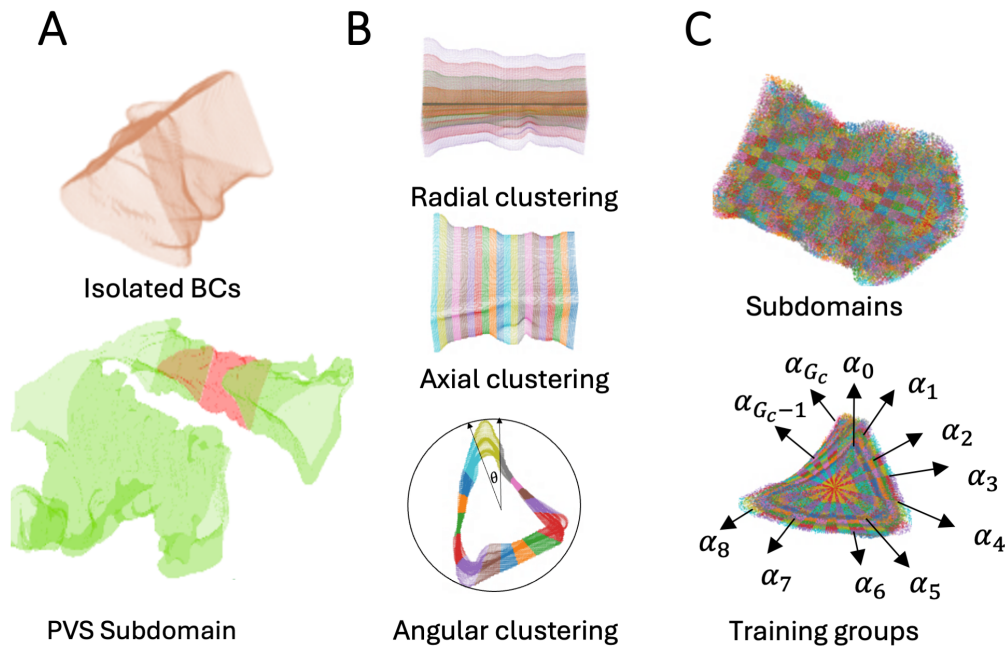 A
Isolated BCs
PVS Subdomain
B
Radial clustering
Axial clustering
θ
Angular clustering
C
Subdomains
α_{G_c}
α_0
α_1
α_{G_c-1}
α_2
α_3
α_4
α_8
α_7
α_6
α_5
Training groups